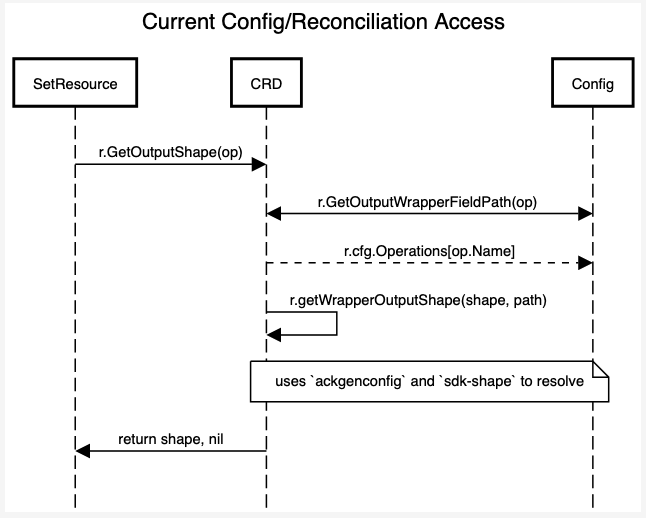 Current Config/Reconciliation Access
SetResource
CRD
Config
r.GetOutputShape(op)
r.GetOutputWrapperFieldPath(op)
r.cfg.Operations[op.Name]
r.getWrapperOutputShape(shape, path)
uses `ackgenconfig` and `sdk-shape` to resolve
return shape, nil